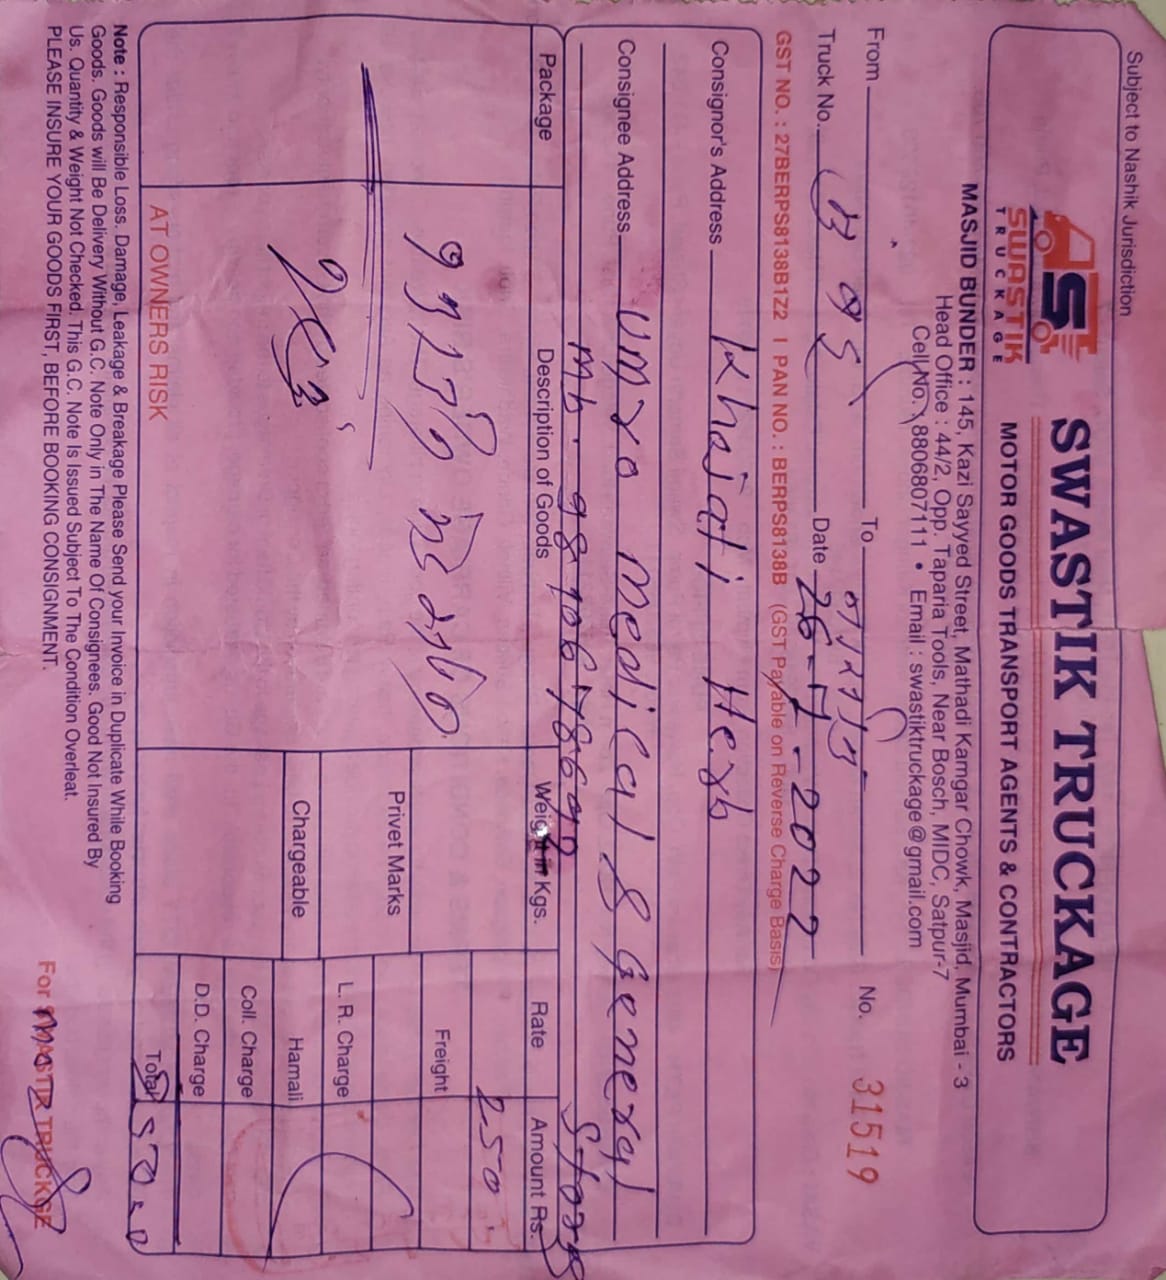 Subject to Nashik Jurisdiction
SWASTIK
TRUCKAGE
SWASTIK TRUCKAGE
MOTOR GOODS TRANSPORT AGENTS & CONTRACTORS
MASJID BUNDER : 145, Kazi Sayyed Street, Mathadi Kamgar Chowk, Masjid, Mumbai - 3
Head Office : 44/2, Opp. Taparia Tools, Near Bosch, MIDC, Satpur-7
Cell No. : 8806807111 • Email : swastiktruckage@gmail.com
From To No. 31519
Truck No. Date 26-7-2022
GST NO. : 27BERPS8138B1Z2 1 PAN NO. : BERPS8138B (GST Payable on Reverse Charge Basis)
Consignor's Address Khajati Herb
Consignee Address Umro medical & General
Store
Package Description of Goods Weight in Kgs. Rate Amount Rs.
250
Freight
Privet Marks
L. R. Charge
Chargeable Hamali
Coll. Charge
D.D. Charge
AT OWNERS RISK Total
Note : Responsible Loss. Damage, Leakage & Breakage Please Send your Invoice in Duplicate While Booking
Goods. Goods will Be Delivery Without G.C. Note Only in The Name Of Consignees. Good Not Insured By
Us. Quantity & Weight Not Checked. This G.C. Note Is Issued Subject To The Condition Overleat.
PLEASE INSURE YOUR GOODS FIRST, BEFORE BOOKING CONSIGNMENT.
For SWASTIK TRUCKGE